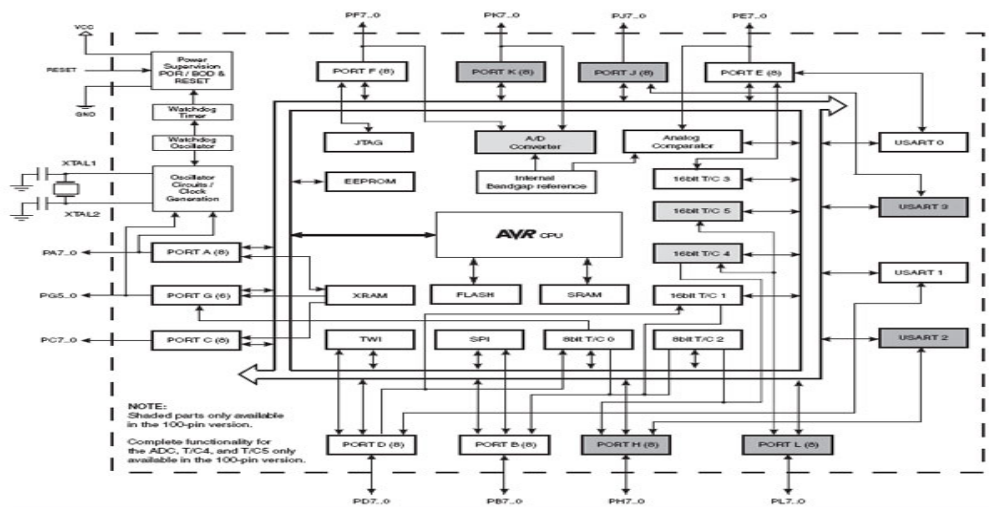 PF7..0
PK7..0
PJ7..0
PE7..0
VCC
RESET
GND
Power
Supervision
POR / BOD &
RESET
PORT F (8)
PORT K (8)
PORT J (8)
PORT E (8)
Watchdog
Timer
Watchdog
Oscillator
JTAG
A/D
Converter
Analog
Comparator
USART 0
XTAL1
XTAL2
Oscillator
Circuits /
Clock
Generation
EEPROM
Internal
Bandgap reference
16bit T/C 3
USART 3
16bit T/C 5
AVR CPU
PA7..0
PORT A (8)
16bit T/C 4
USART 1
PG5..0
PORT G (6)
XRAM
FLASH
SRAM
16bit T/C 1
PC7..0
PORT C (8)
TWI
SPI
8bit T/C 0
8bit T/C 2
USART 2
NOTE:
Shaded parts only available
in the 100-pin version.
Complete functionality for
the ADC, T/C4, and T/C5 only
available in the 100-pin version.
PORT D (8)
PORT B (8)
PORT H (8)
PORT L (8)
PD7..0
PB7..0
PH7..0
PL7..0